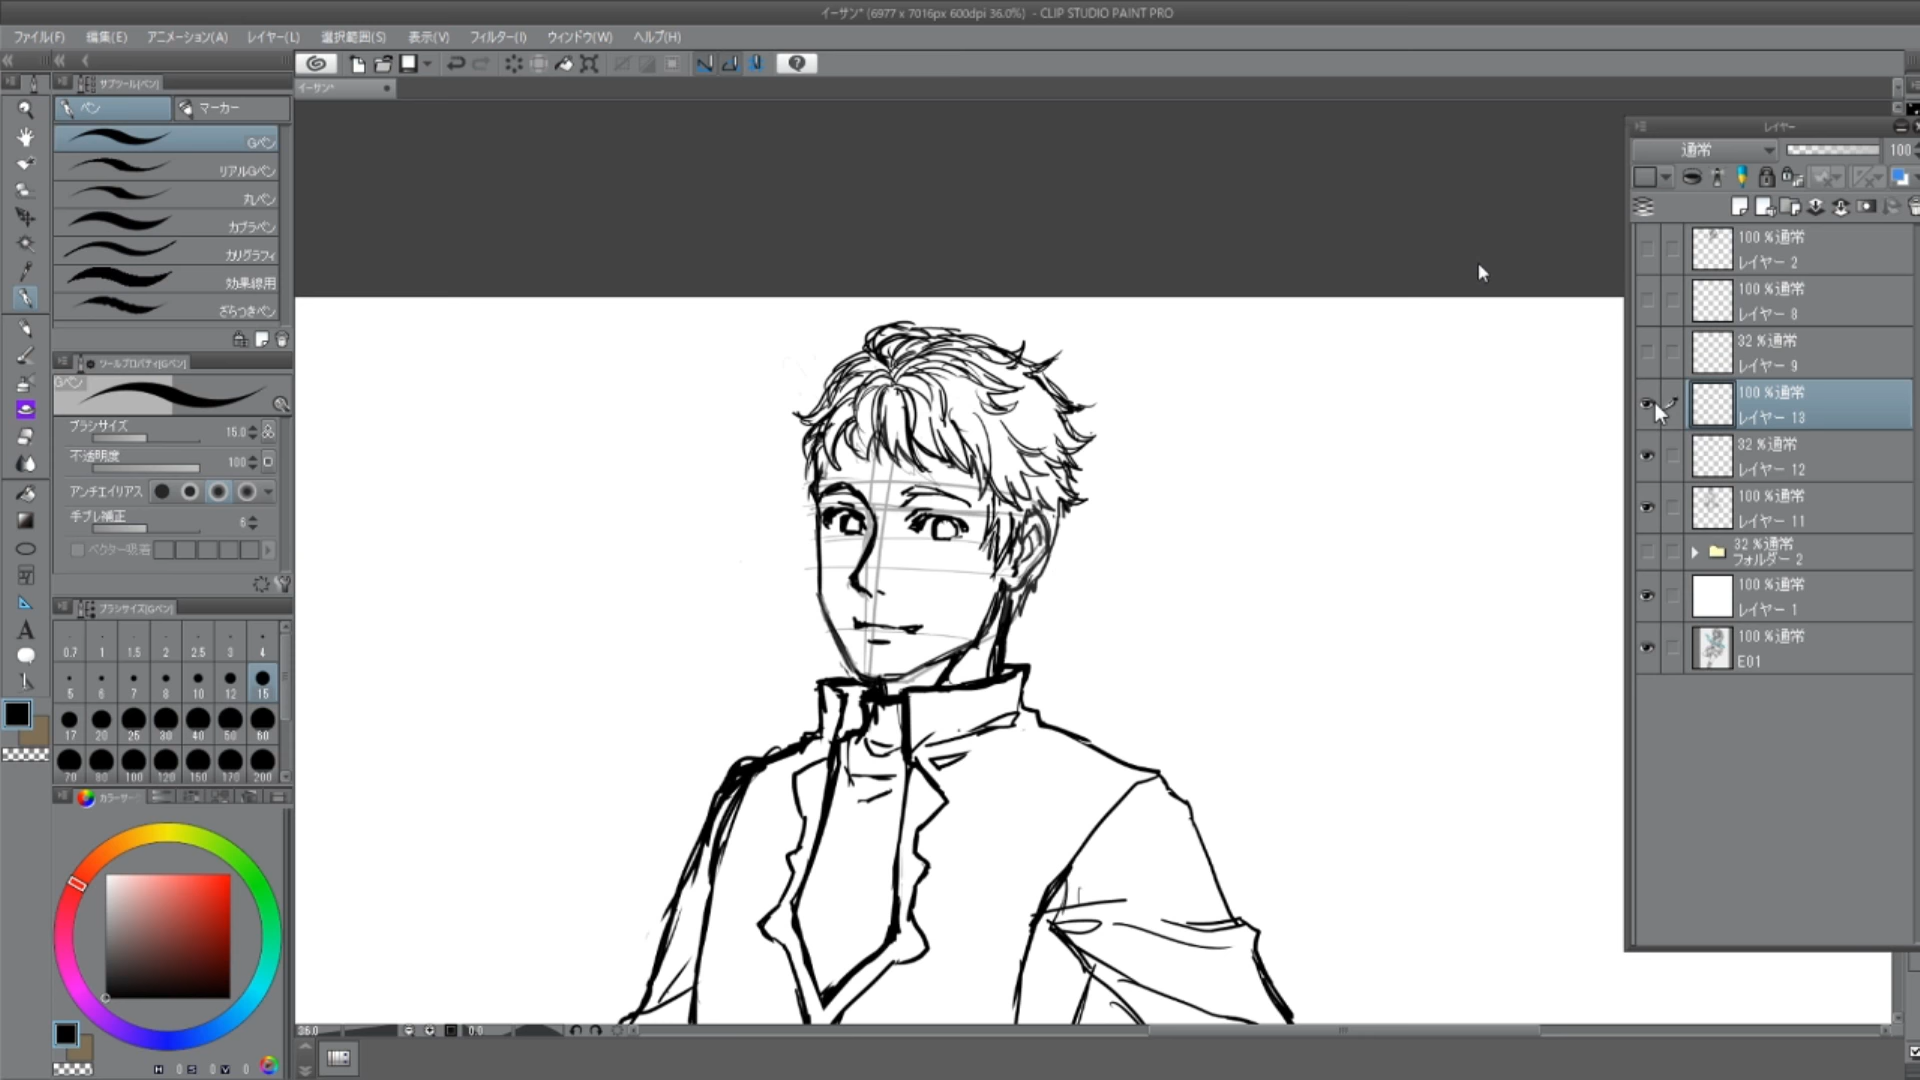 イーサン* (6977 x 7016px 600dpi 36.0%) - CLIP STUDIO PAINT PRO
ファイル(F) 編集(E) アニメーション(A) レイヤー(L) 選択範囲(S) 表示(V) フィルター(I) ウィンドウ(W) ヘルプ(H)
サブツール[ペン]
イーサン*
ペン
マーカー
Gペン
リアルGペン
丸ペン
カブラペン
カリグラフィ
効果線用
ざらつきペン
ツールプロパティ[Gペン]
Gペン
ブラシサイズ 15.0
不透明度 100
アンチエイリアス
手ブレ補正 6
ベクター吸着
ブラシサイズ[Gペン]
0.7 1 1.5 2 2.5 3 4
5 6 7 8 10 12 15
17 20 25 30 40 50 60
70 80 100 120 150 170 200
カラーサー
H 0 S 0 V 0
36.0
0.0
レイヤー
通常 100
100 %通常
レイヤー 2
100 %通常
レイヤー 8
32 %通常
レイヤー 9
100 %通常
レイヤー 13
32 %通常
レイヤー 12
100 %通常
レイヤー 11
32 %通常
フォルダー 2
100 %通常
レイヤー 1
100 %通常
E01